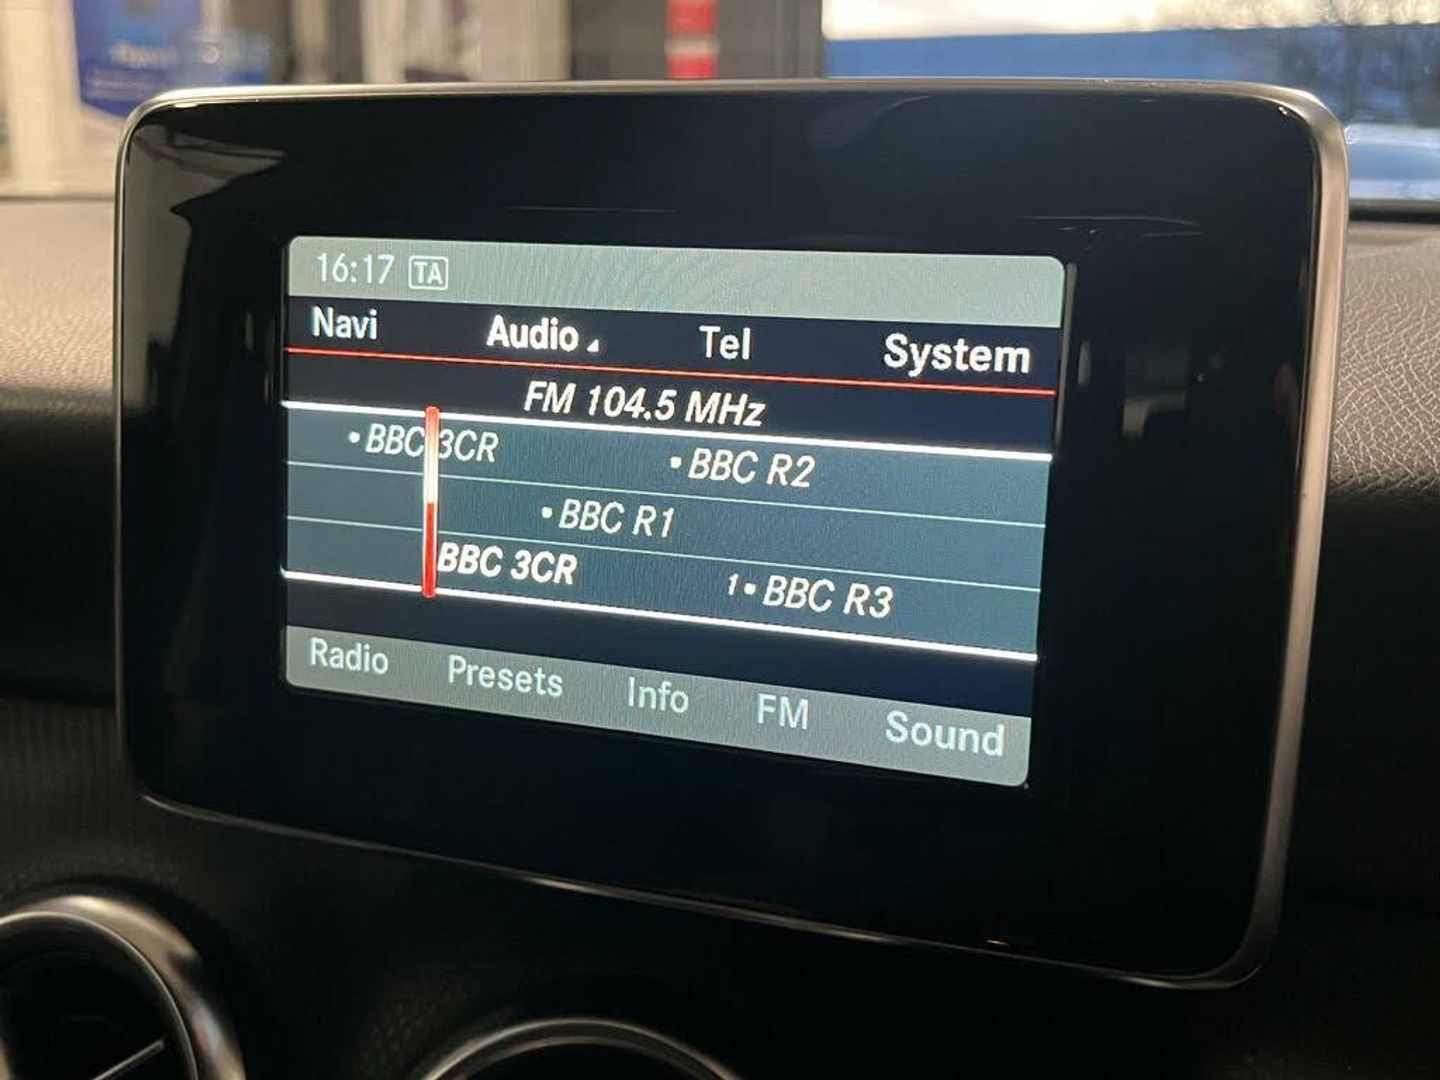 16:17 TA
Navi Audio Tel System
FM 104.5 MHz
•BBC 3CR •BBC R2
•BBC R1
BBC 3CR 1•BBC R3
Radio Presets Info FM Sound